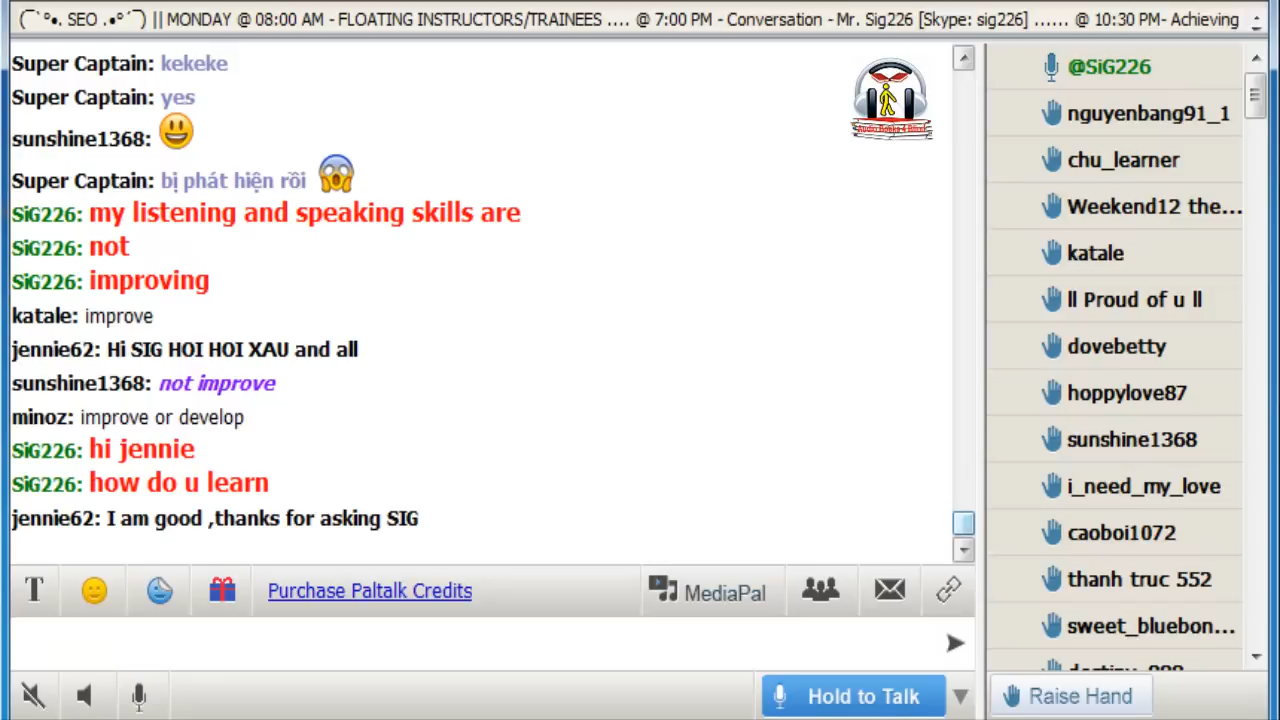 (¯`°•. SEO .•°´¯) || MONDAY @ 08:00 AM - FLOATING INSTRUCTORS/TRAINEES .... @ 7:00 PM - Conversation - Mr. Sig226 [Skype: sig226] ...... @ 10:30 PM- Achieving
Super Captain: kekeke
Super Captain: yes
sunshine1368:
Super Captain: bị phát hiện rồi
SiG226: my listening and speaking skills are
SiG226: not
SiG226: improving
katale: improve
jennie62: Hi SIG HOI HOI XAU and all
sunshine1368: not improve
minoz: improve or develop
SiG226: hi jennie
SiG226: how do u learn
jennie62: I am good ,thanks for asking SIG
Audio Books 4 Blind
@SiG226
nguyenbang91_1
chu_learner
Weekend12 the...
katale
ll Proud of u ll
dovebetty
hoppylove87
sunshine1368
i_need_my_love
caoboi1072
thanh truc 552
sweet_bluebon...
T
Purchase Paltalk Credits
MediaPal
Hold to Talk
Raise Hand